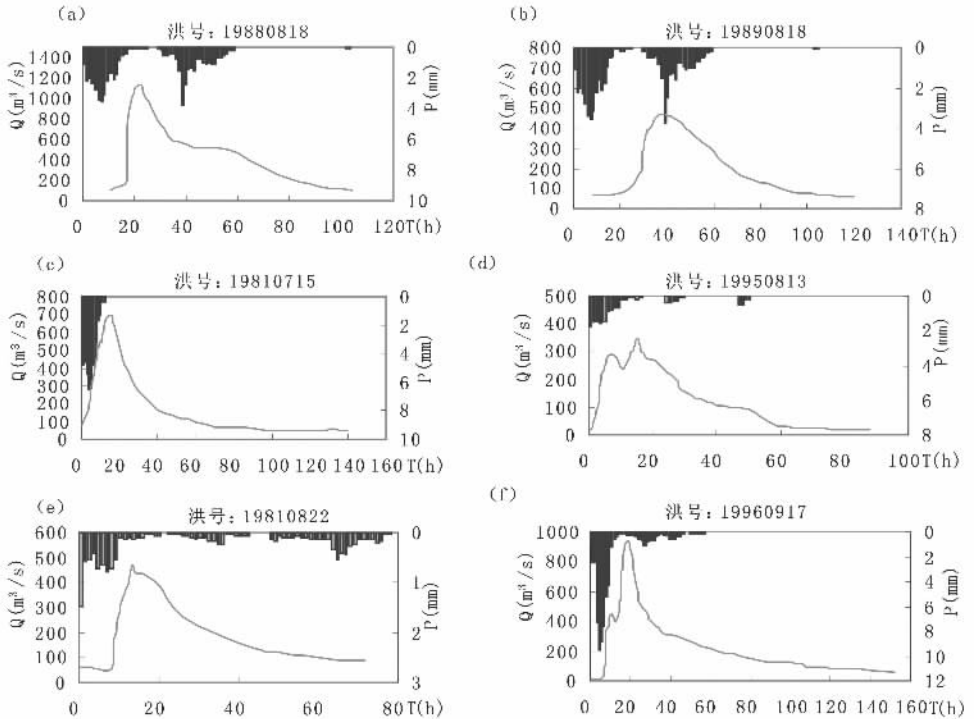 (a)
洪号:19880818
Q(m³/s)
1400
1200
1000
800
600
400
200
0
0
2
4
6
8
10
P(mm)
0 20 40 60 80 100 120 T(h)
(b)
洪号:19890818
Q(m³/s)
800
700
600
500
400
300
200
100
0
0
2
4
6
8
P(mm)
0 20 40 60 80 100 120 140T(h)
(c)
洪号:19810715
Q(m³/s)
800
700
600
500
400
300
200
100
0
0
2
4
6
8
10
P(mm)
0 20 40 60 80 100 120 140 160 T(h)
(d)
洪号:19950813
Q(m³/s)
500
400
300
200
100
0
0
2
4
6
8
P(mm)
0 20 40 60 80 100T(h)
(e)
洪号:19810822
Q(m³/s)
600
500
400
300
200
100
0
0
1
2
3
P(mm)
0 20 40 60 80 T(h)
(f)
洪号:19960917
Q(m³/s)
1000
800
600
400
200
0
0
2
4
6
8
10
12
P(mm)
0 20 40 60 80 100 120 140 160T(h)